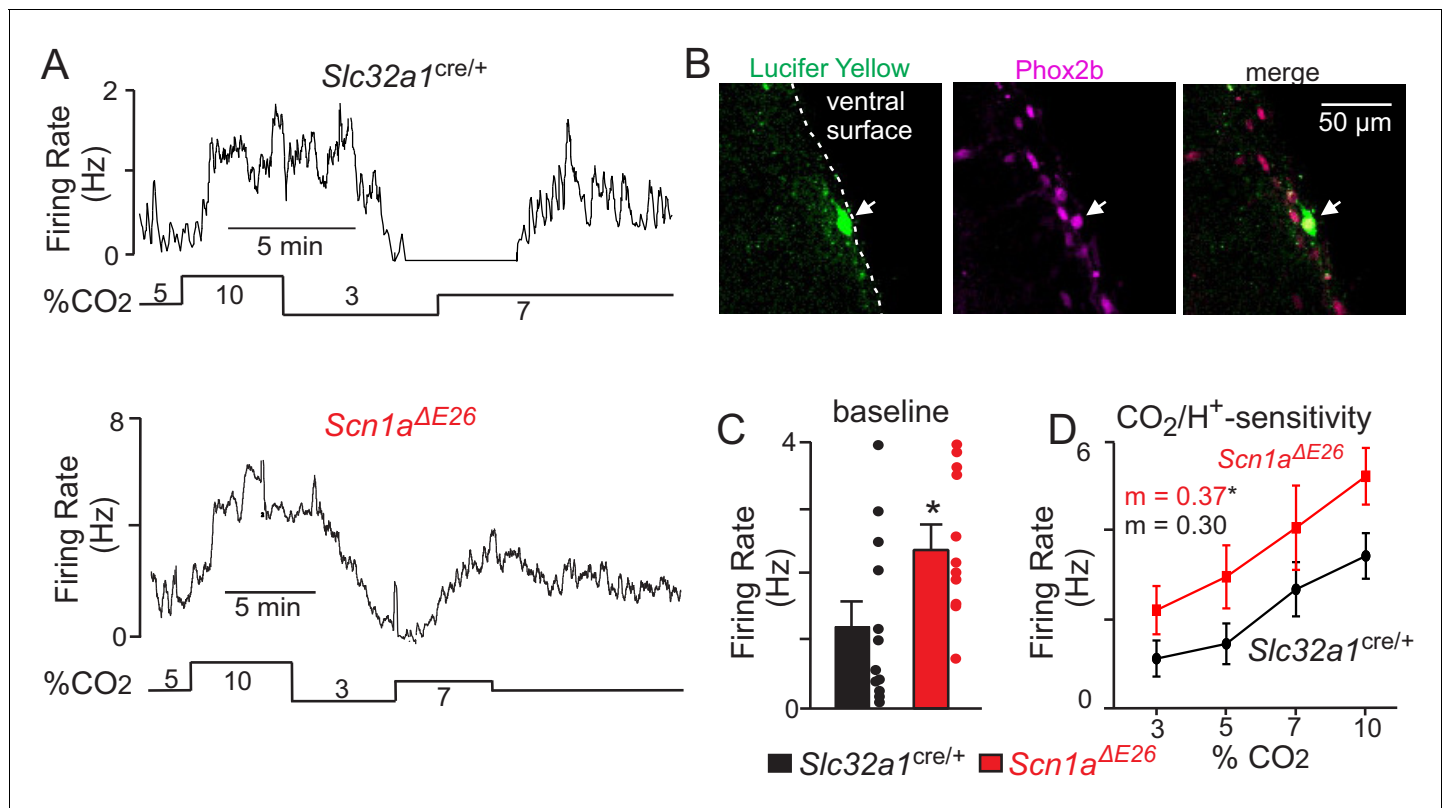 A
Slc32a1cre/+
2
0
Firing Rate
(Hz)
5 min
%CO2
5
10
3
7
Scn1aΔE26
8
4
0
Firing Rate
(Hz)
5 min
%CO2
5
10
3
7
B
Lucifer Yellow
Phox2b
merge
ventral
surface
50 µm
C
baseline
4
2
0
Firing Rate
(Hz)
D
CO2/H+-sensitivity
6
0
Firing Rate
(Hz)
Scn1aΔE26
m = 0.37*
m = 0.30
Slc32a1cre/+
3 5 7 10
% CO2
*
Slc32a1cre/+ Scn1aΔE26